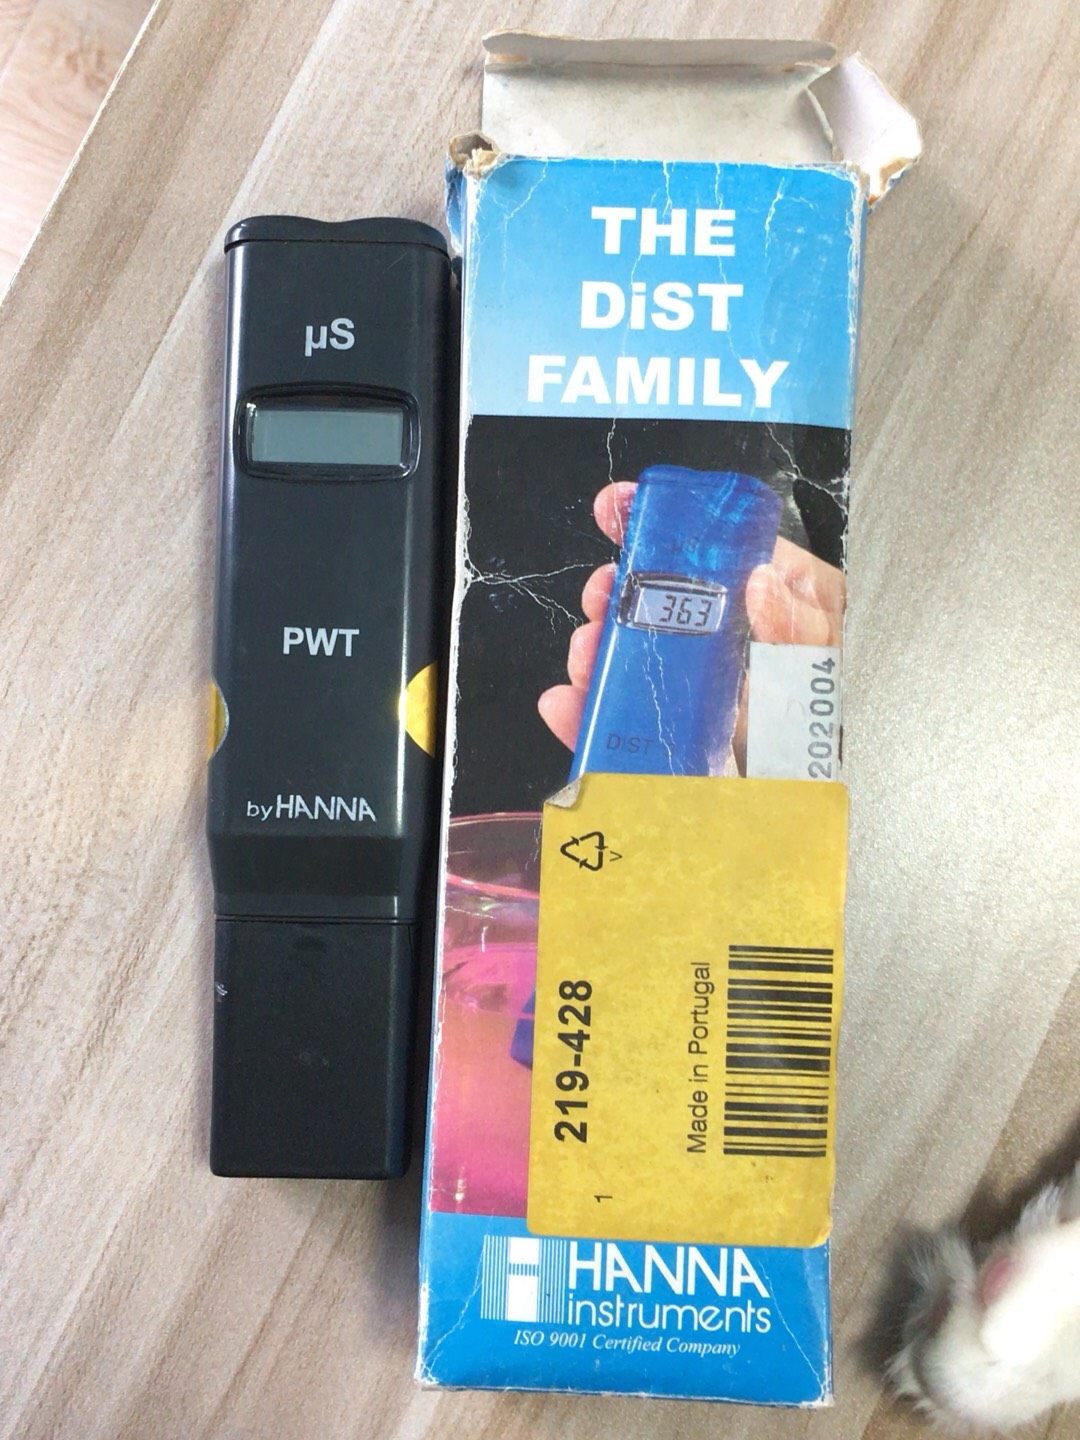 µS
PWT
by HANNA
THE
DiST
FAMILY
363
DiST
202004
219-428
1
Made in Portugal
HANNA
instruments
ISO 9001 Certified Company